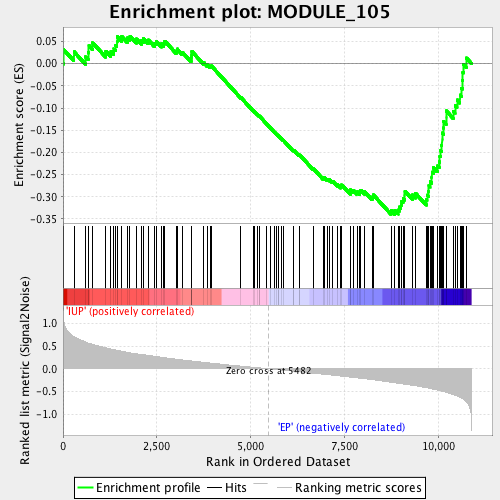 Enrichment plot: MODULE_105
Enrichment score (ES)
0.05
0.00
-0.05
-0.10
-0.15
-0.20
-0.25
-0.30
-0.35
'IUP' (positively correlated)
Ranked list metric (Signal2Noise)
1.0
0.5
0.0
-0.5
-1.0
Zero cross at 5482
'EP' (negatively correlated)
0
2,500
5,000
7,500
10,000
Rank in Ordered Dataset
Enrichment profile
Hits
Ranking metric scores